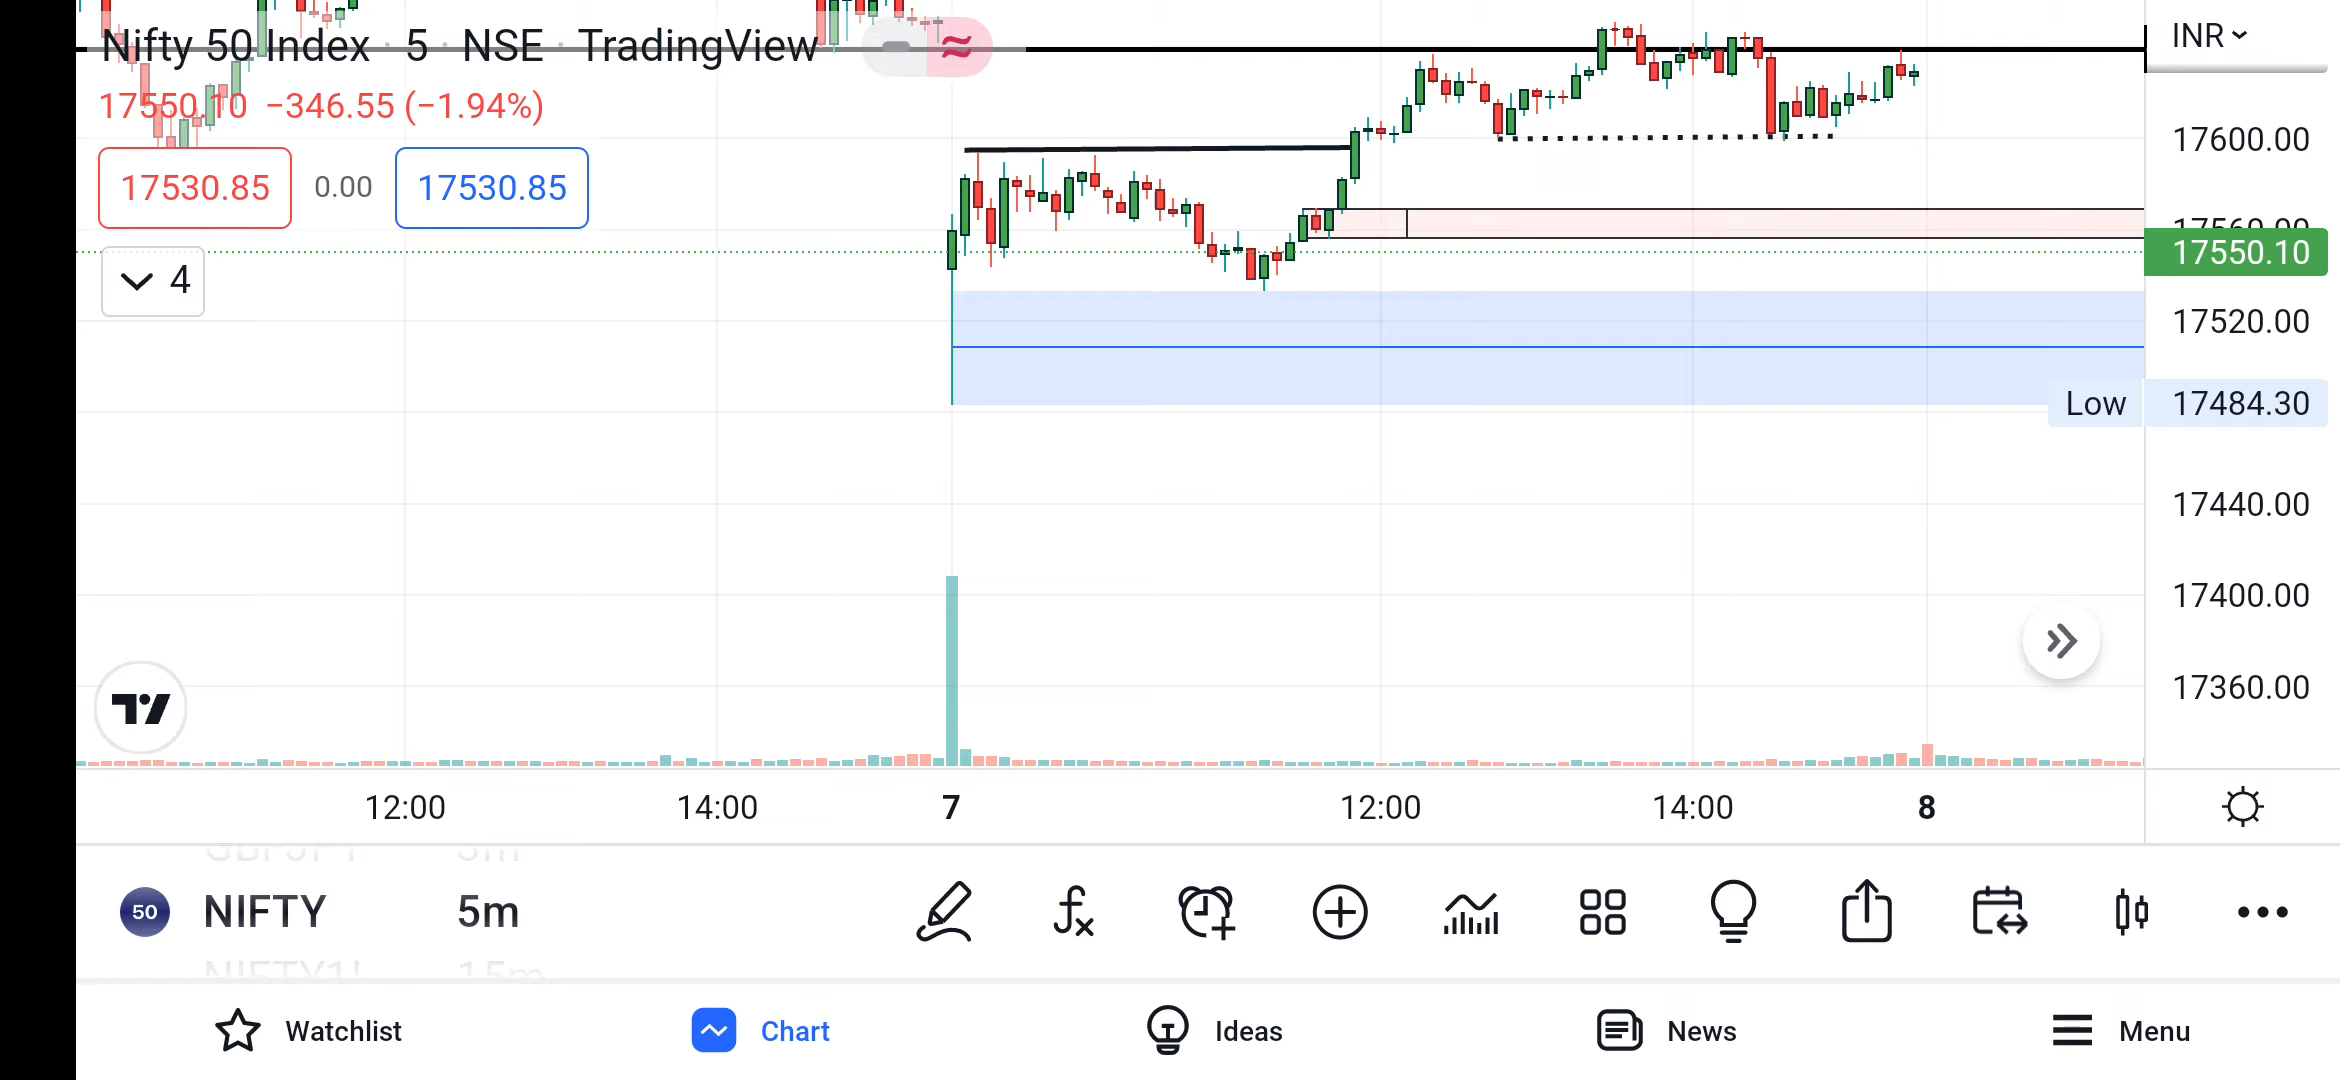 Nifty 50 Index · 5 · NSE · TradingView
INR
17550.10 −346.55 (−1.94%)
17530.85 0.00 17530.85
4
17600.00
17560.00
17550.10
17520.00
Low 17484.30
17440.00
17400.00
17360.00
12:00 14:00 7 12:00 14:00 8
50 NIFTY 5m
15m
Watchlist Chart Ideas News Menu